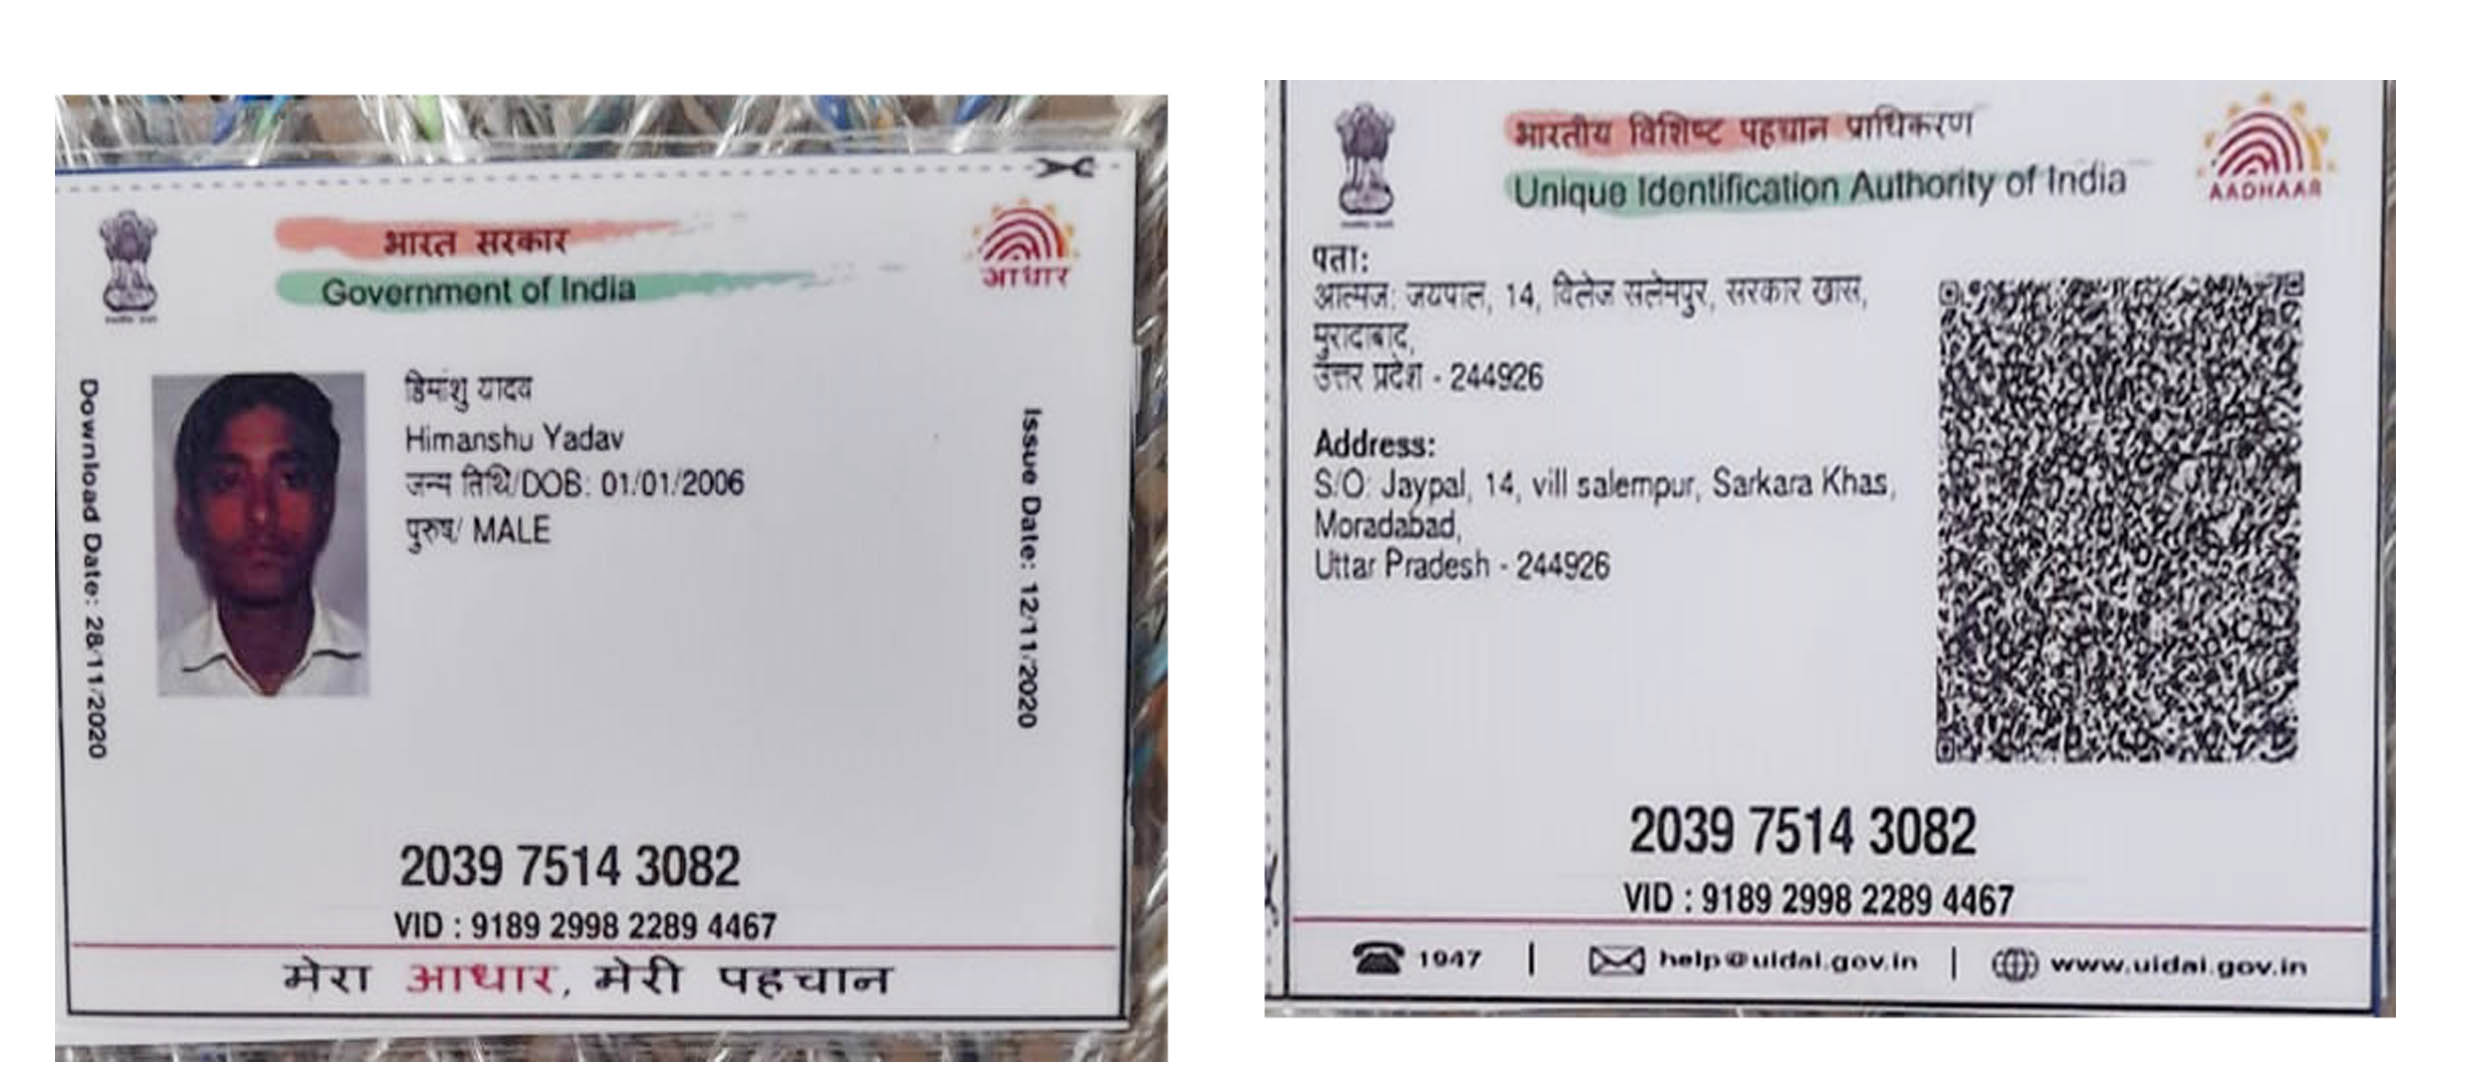 भारत सरकार
Government of India
आधार
Download Date: 28/11/2020
हिमांशु यादव
Himanshu Yadav
जन्म तिथि/DOB: 01/01/2006
पुरुष/ MALE
Issue Date: 12/11/2020
2039 7514 3082
VID : 9189 2998 2289 4467
मेरा आधार, मेरी पहचान
भारतीय विशिष्ट पहचान प्राधिकरण
Unique Identification Authority of India
AADHAAR
पता:
आत्मज: जयपाल, 14, विलेज सलेमपुर, सरकार खास,
मुरादाबाद,
उत्तर प्रदेश - 244926
Address:
S/O: Jaypal, 14, vill salempur, Sarkara Khas,
Moradabad,
Uttar Pradesh - 244926
2039 7514 3082
VID : 9189 2998 2289 4467
1947 | help@uidai.gov.in | www.uidai.gov.in